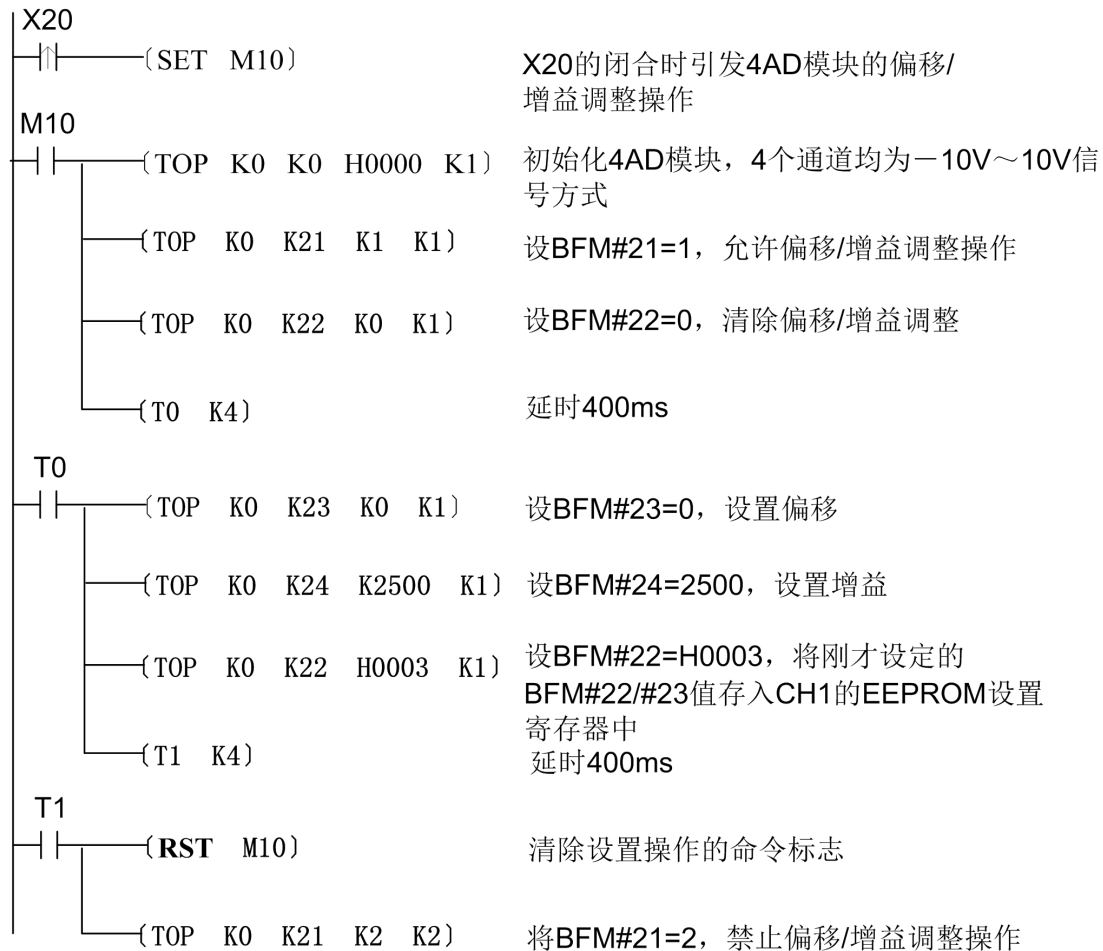 X20
(SET M10)
X20的闭合时引发4AD模块的偏移/
增益调整操作
M10
(TOP K0 K0 H0000 K1)
初始化4AD模块，4个通道均为－10V～10V信
号方式
(TOP K0 K21 K1 K1)
设BFM#21=1，允许偏移/增益调整操作
(TOP K0 K22 K0 K1)
设BFM#22=0，清除偏移/增益调整
(T0 K4)
延时400ms
T0
(TOP K0 K23 K0 K1)
设BFM#23=0，设置偏移
(TOP K0 K24 K2500 K1)
设BFM#24=2500，设置增益
(TOP K0 K22 H0003 K1)
设BFM#22=H0003，将刚才设定的
BFM#22/#23值存入CH1的EEPROM设置
寄存器中
(T1 K4)
延时400ms
T1
(RST M10)
清除设置操作的命令标志
(TOP K0 K21 K2 K2)
将BFM#21=2，禁止偏移/增益调整操作